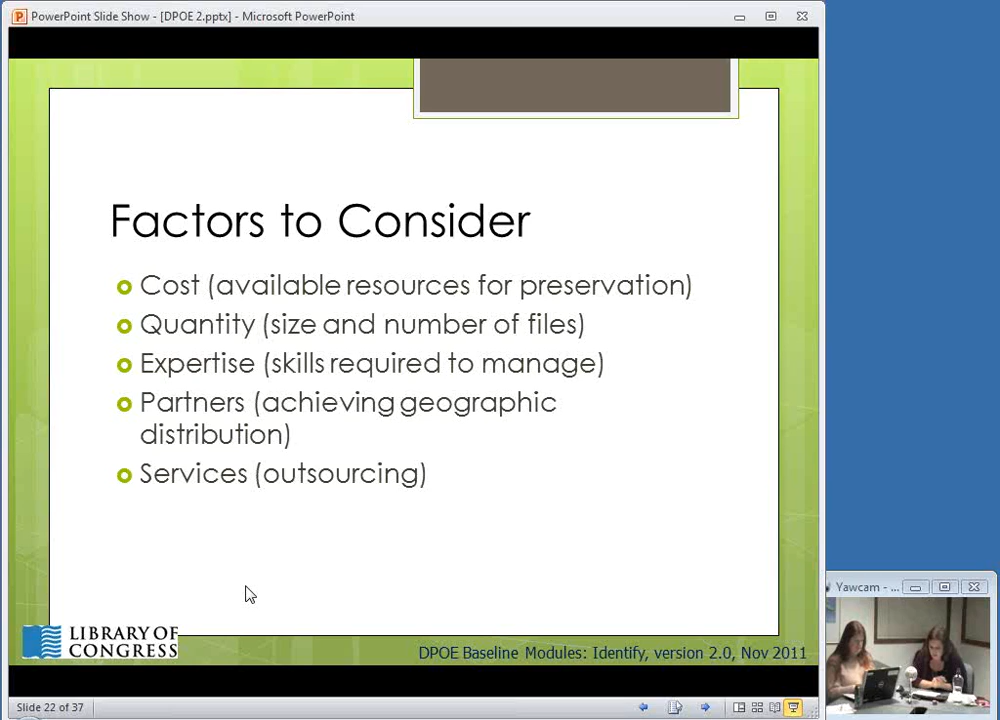 PowerPoint Slide Show - [DPOE 2.pptx] - Microsoft PowerPoint
Factors to Consider
Cost (available resources for preservation)
Quantity (size and number of files)
Expertise (skills required to manage)
Partners (achieving geographic
distribution)
Services (outsourcing)
LIBRARY OF
CONGRESS
DPOE Baseline Modules: Identify, version 2.0, Nov 2011
Yawcam - ...
Slide 22 of 37